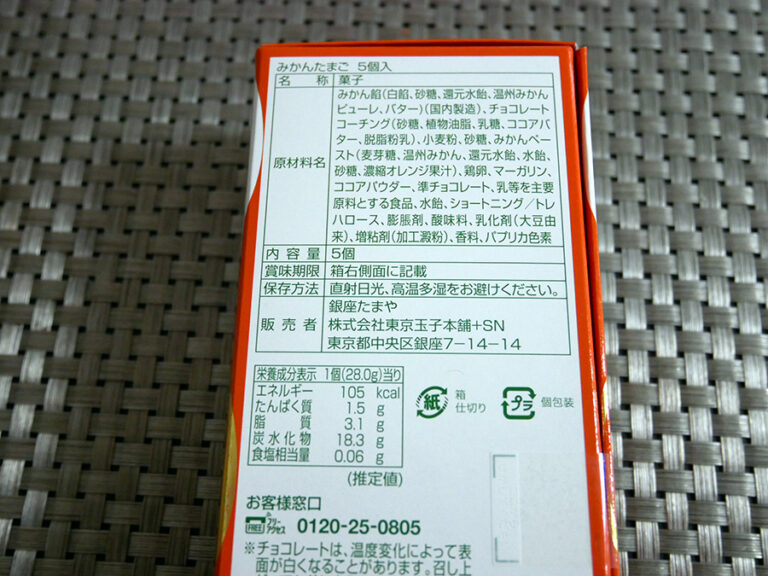 みかんたまご 5個入
名称 菓子
原材料名
みかん餡(白餡、砂糖、還元水飴、温州みかん
ピューレ、バター)(国内製造)、チョコレート
コーチング(砂糖、植物油脂、乳糖、ココアバ
ター、脱脂粉乳)、小麦粉、砂糖、みかんペー
スト(麦芽糖、温州みかん、還元水飴、水飴、
砂糖、濃縮オレンジ果汁)、鶏卵、マーガリン、
ココアパウダー、準チョコレート、乳等を主要
原料とする食品、水飴、ショートニング/トレ
ハロース、膨脹剤、酸味料、乳化剤(大豆由
来)、増粘剤(加工澱粉)、香料、パプリカ色素
内容量 5個
賞味期限 箱右側面に記載
保存方法 直射日光、高温多湿をお避けください。
販売者
銀座たまや
株式会社東京玉子本舗+SN
東京都中央区銀座7-14-14
栄養成分表示 1個(28.0g)当り
エネルギー 105 kcal
たんぱく質 1.5 g
脂質 3.1 g
炭水化物 18.3 g
食塩相当量 0.06 g
(推定値)
紙 箱 仕切り
プラ 個包装
お客様窓口
FREE フリーアクセス 0120-25-0805
※チョコレートは、温度変化によって表
面が白くなることがあります。召し上